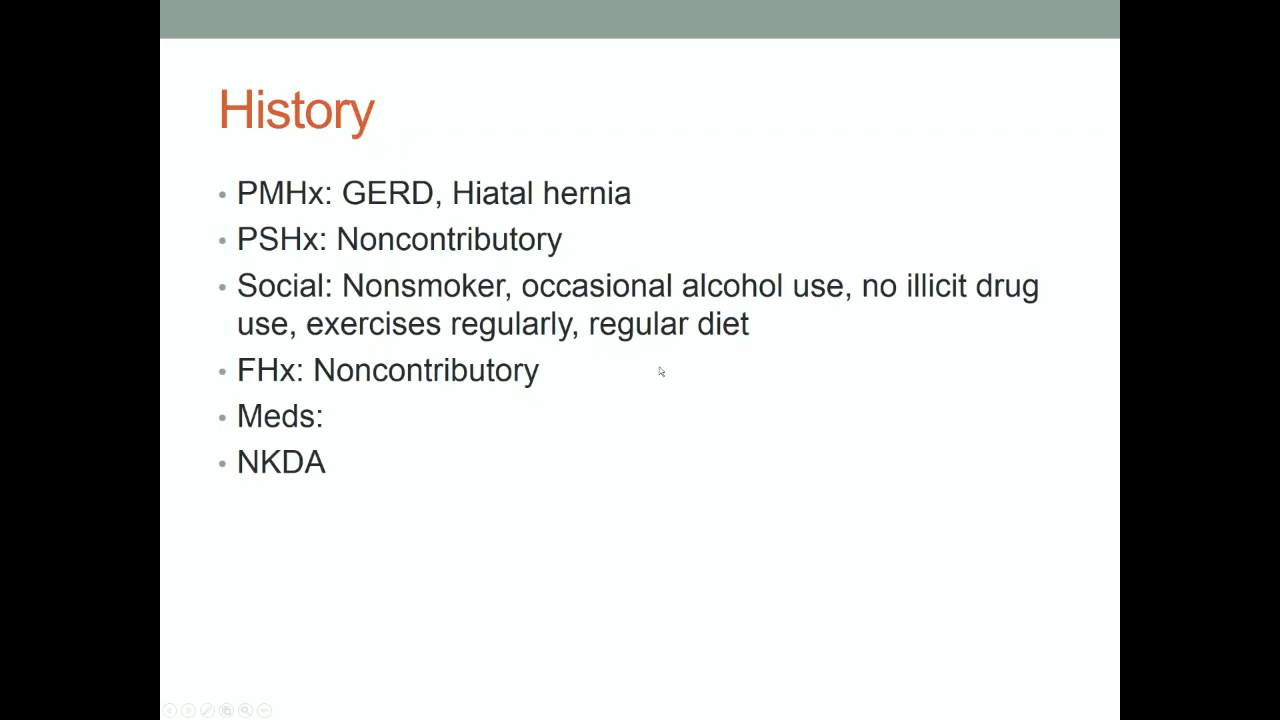 History
• PMHx: GERD, Hiatal hernia
• PSHx: Noncontributory
• Social: Nonsmoker, occasional alcohol use, no illicit drug
use, exercises regularly, regular diet
• FHx: Noncontributory
• Meds:
• NKDA